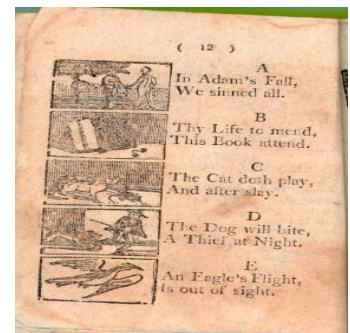 ( 12 )
A
In Adam's Fall,
We sinned all.
B
Thy Life to mend,
This Book attend.
C
The Cat doth play,
And after slay.
D
The Dog will bite,
A Thief at Night.
E
An Eagle's Flight,
Is out of sight.